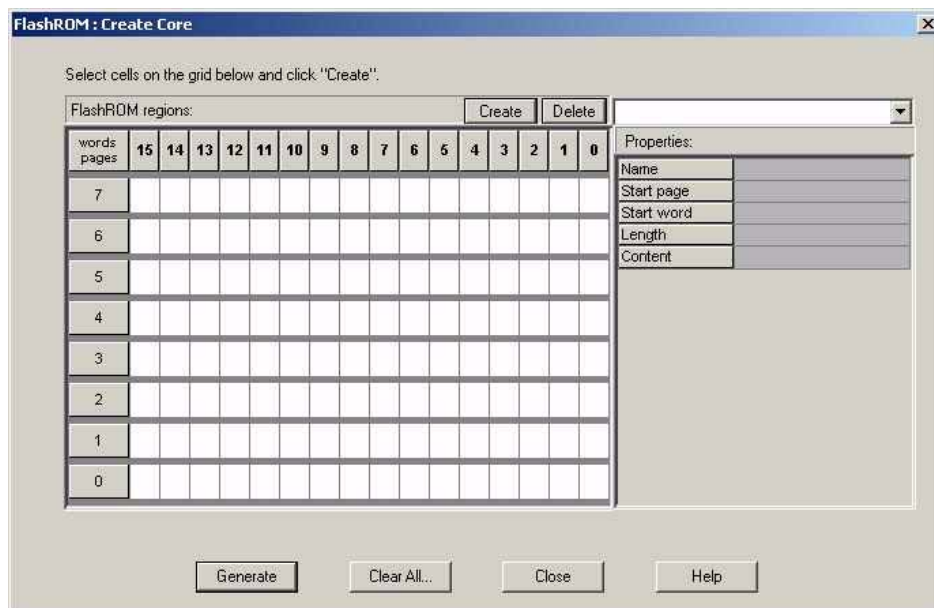 FlashROM : Create Core
Select cells on the grid below and click "Create".
FlashROM regions: Create Delete
words
pages 15 14 13 12 11 10 9 8 7 6 5 4 3 2 1 0
7
6
5
4
3
2
1
0
Properties:
Name
Start page
Start word
Length
Content
Generate Clear All... Close Help